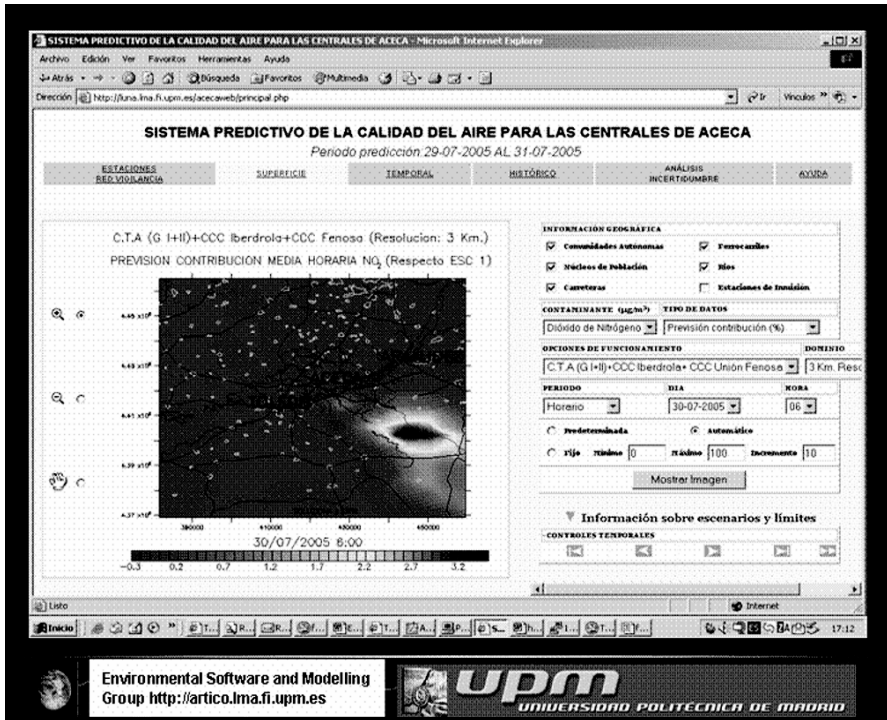 SISTEMA PREDICTIVO DE LA CALIDAD DEL AIRE PARA LAS CENTRALES DE ACECA - Microsoft Internet Explorer
Archivo Edición Ver Favoritos Herramientas Ayuda
Atrás Búsqueda Favoritos Multimedia
Dirección http://luna.lma.fi.upm.es/acecaweb/principal.php Ir Vínculos »
SISTEMA PREDICTIVO DE LA CALIDAD DEL AIRE PARA LAS CENTRALES DE ACECA
Periodo predicción:29-07-2005 AL 31-07-2005
ESTACIONES RED VIGILANCIA SUPERFICIE TEMPORAL HISTÓRICO ANÁLISIS INCERTIDUMBRE AYUDA
C.T.A (G I+II)+CCC Iberdrola+CCC Fenosa (Resolucion: 3 Km.)
PREVISION CONTRIBUCION MEDIA HORARIA NO2 (Respecto ESC 1)
4.41 x10⁶
4.39 x10⁶
4.37 x10⁶
390000 410000 430000 450000
30/07/2005 6:00
-0.3 0.2 0.7 1.2 1.7 2.2 2.7 3.2
INFORMACIÓN GEOGRÁFICA
Comunidades Autónomas Ferrocarriles
Núcleos de Población Ríos
Carreteras Estaciones de Inmisión
CONTAMINANTE (µg/m³) TIPO DE DATOS
Dióxido de Nitrógeno Previsión contribución (%)
OPCIONES DE FUNCIONAMIENTO DOMINIO
C.T.A (G I+II)+CCC Iberdrola+ CCC Unión Fenosa 3 Km. Reso
PERIODO DIA HORA
Horario 30-07-2005 06
Predeterminada Automático
Fijo Mínimo 0 Máximo 100 Incremento 10
Mostrar Imagen
Información sobre escenarios y límites
CONTROLES TEMPORALES
Listo Internet
Inicio » 17:12
Environmental Software and Modelling
Group http://artico.lma.fi.upm.es
upm
UNIVERSIDAD POLITÉCNICA DE MADRID